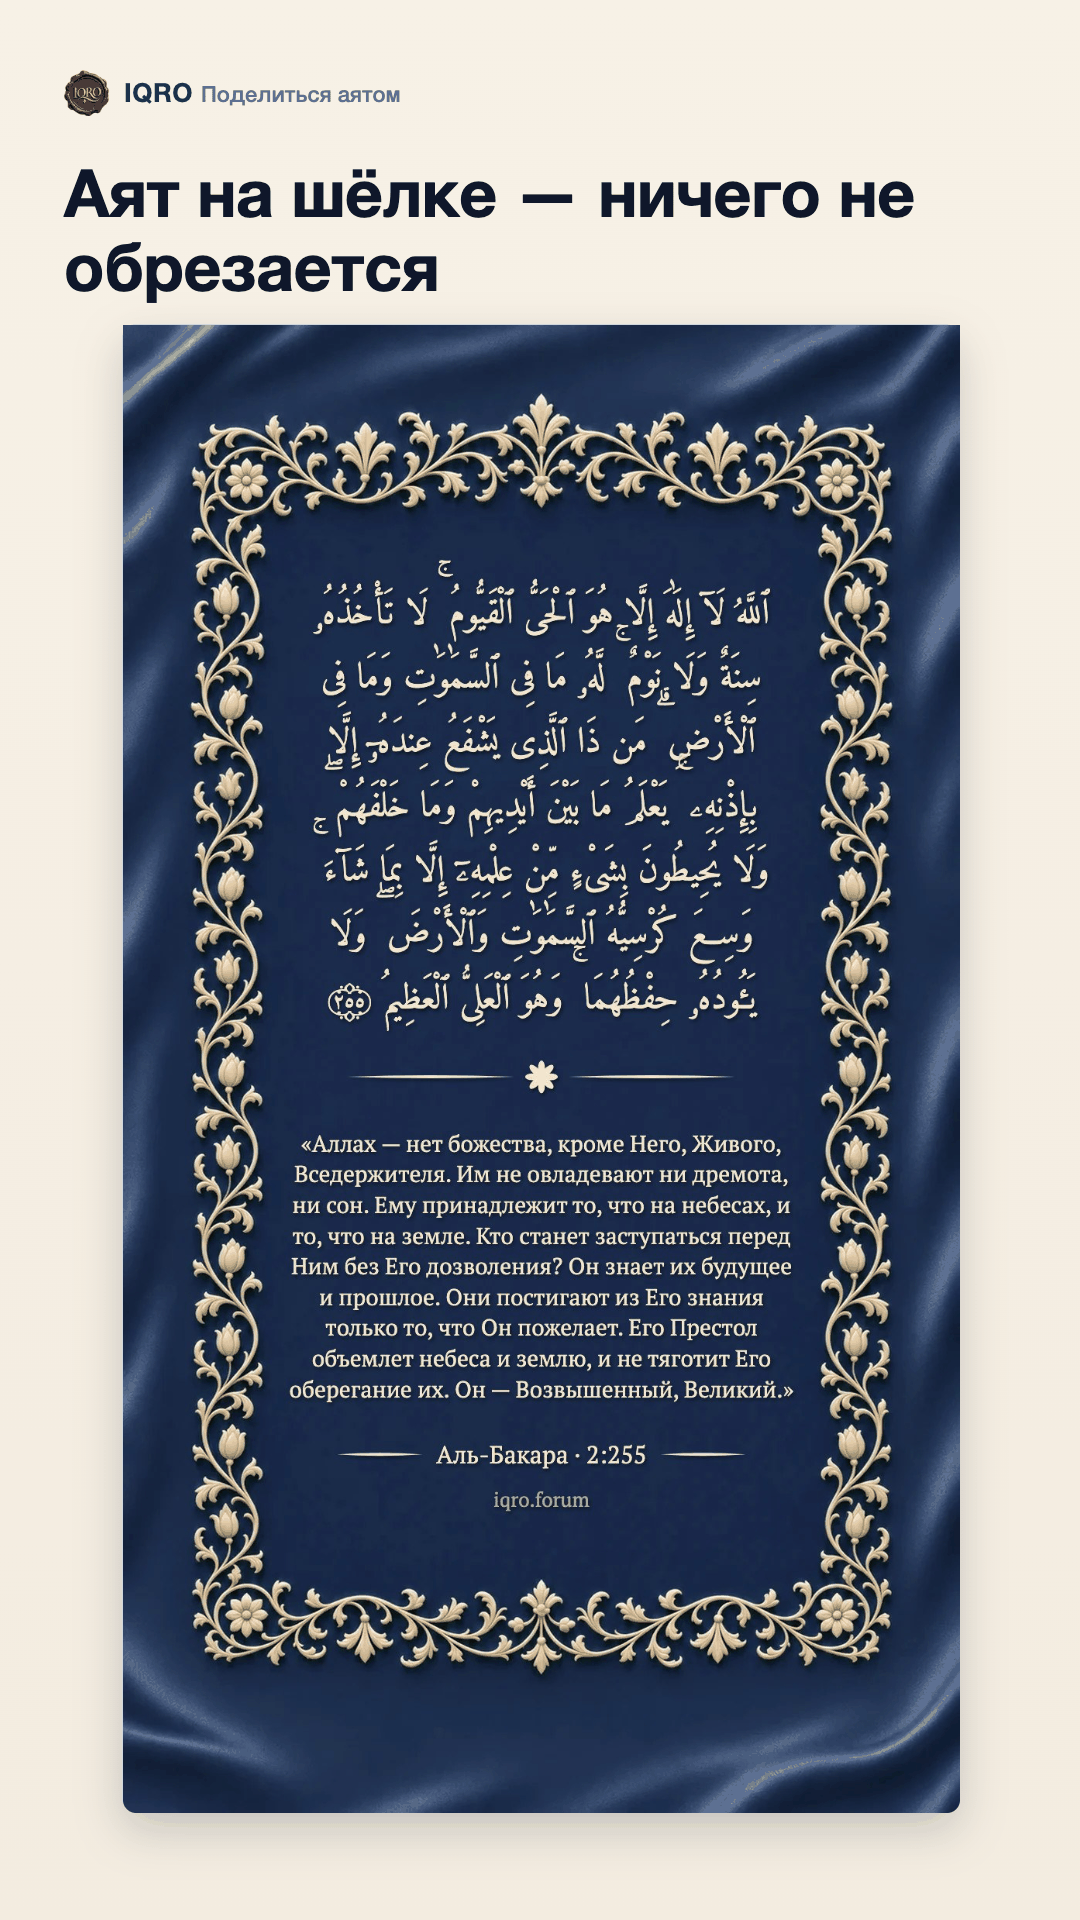 IQRO
IQRO Поделиться аятом
Аят на шёлке — ничего не
обрезается
ٱللَّهُ لَآ إِلَٰهَ إِلَّا هُوَ ٱلْحَىُّ ٱلْقَيُّومُ ۚ لَا تَأْخُذُهُۥ
سِنَةٌ وَلَا نَوْمٌ ۚ لَّهُۥ مَا فِى ٱلسَّمَٰوَٰتِ وَمَا فِى
ٱلْأَرْضِ ۗ مَن ذَا ٱلَّذِى يَشْفَعُ عِندَهُۥٓ إِلَّا
بِإِذْنِهِۦ ۚ يَعْلَمُ مَا بَيْنَ أَيْدِيهِمْ وَمَا خَلْفَهُمْ ۖ
وَلَا يُحِيطُونَ بِشَىْءٍ مِّنْ عِلْمِهِۦٓ إِلَّا بِمَا شَآءَ ۚ
وَسِعَ كُرْسِيُّهُ ٱلسَّمَٰوَٰتِ وَٱلْأَرْضَ ۖ وَلَا
يَـُٔودُهُۥ حِفْظُهُمَا ۚ وَهُوَ ٱلْعَلِىُّ ٱلْعَظِيمُ ٢٥٥
«Аллах — нет божества, кроме Него, Живого,
Вседержителя. Им не овладевают ни дремота,
ни сон. Ему принадлежит то, что на небесах, и
то, что на земле. Кто станет заступаться перед
Ним без Его дозволения? Он знает их будущее
и прошлое. Они постигают из Его знания
только то, что Он пожелает. Его Престол
объемлет небеса и землю, и не тяготит Его
оберегание их. Он — Возвышенный, Великий.»
Аль-Бакара · 2:255
iqro.forum